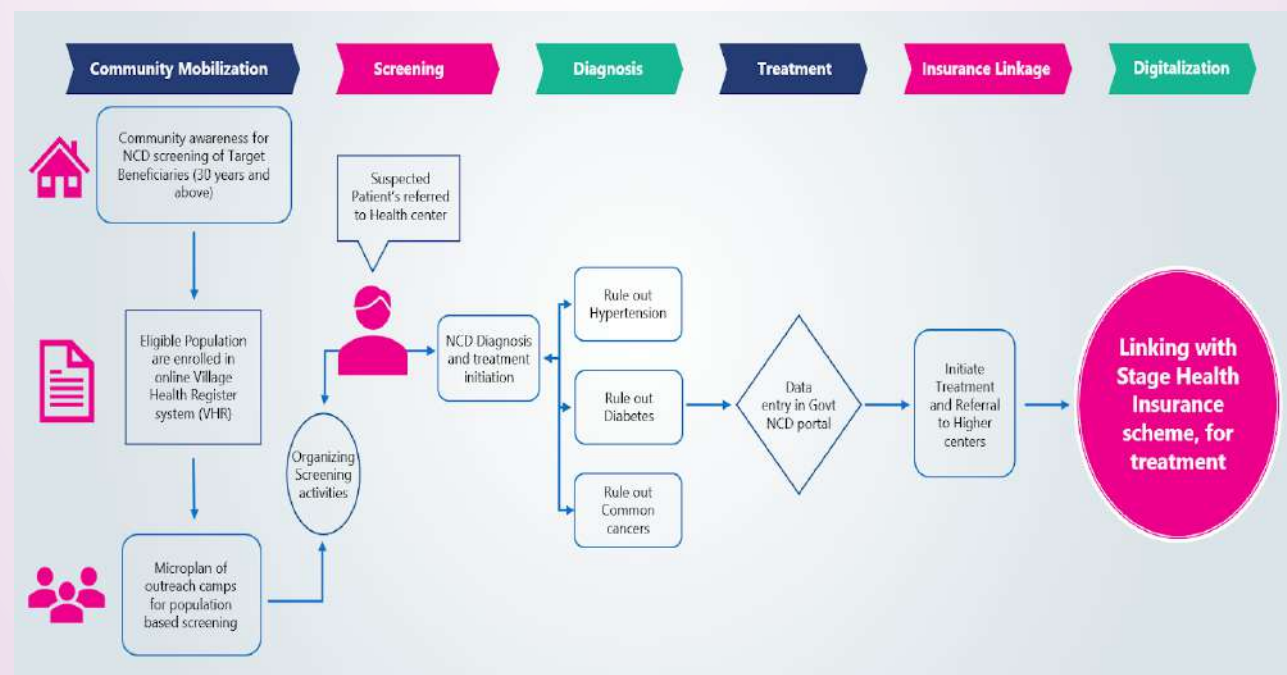 Community Mobilization
Screening
Diagnosis
Treatment
Insurance Linkage
Digitalization
Community awareness for
NCD screening of Target
Beneficiaries (30 years and
above)
Eligible Population
are enrolled in
online Village
Health Register
system (VHR)
Microplan of
outreach camps
for population
based screening
Organizing
Screening
activities
Suspected
Patient's referred
to Health center
NCD Diagnosis
and treatment
initiation
Rule out
Hypertension
Rule out
Diabetes
Rule out
Common
cancers
Data
entry in Govt
NCD portal
Initiate
Treatment
and Referral
to Higher
centers
Linking with
Stage Health
Insurance
scheme, for
treatment